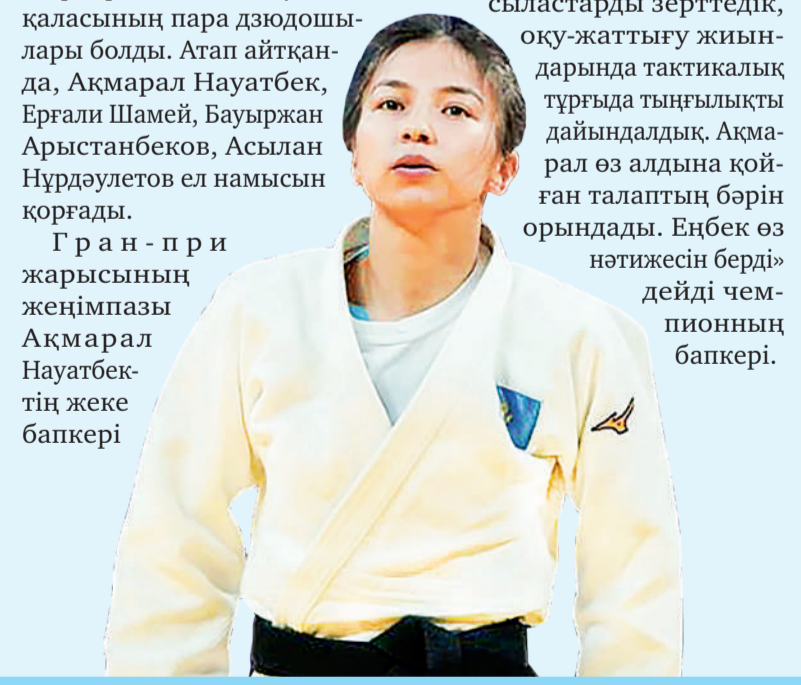 қаласының пара дзюдошы-
лары болды. Атап айтқан-
да, Ақмарал Науатбек,
Ерғали Шамей, Бауыржан
Арыстанбеков, Асылан
Нұрдәулетов ел намысын
қорғады.
Гран-при
жарысының
жеңімпазы
Ақмарал
Науатбек-
тің жеке
бапкері
сыластарды зерттедік,
оқу-жаттығу жиын-
дарында тактикалық
тұрғыда тыңғылықты
дайындалдық. Ақма-
рал өз алдына қой-
ған талаптың бәрін
орындады. Еңбек өз
нәтижесін берді»
дейді чем-
пионның
бапкері.